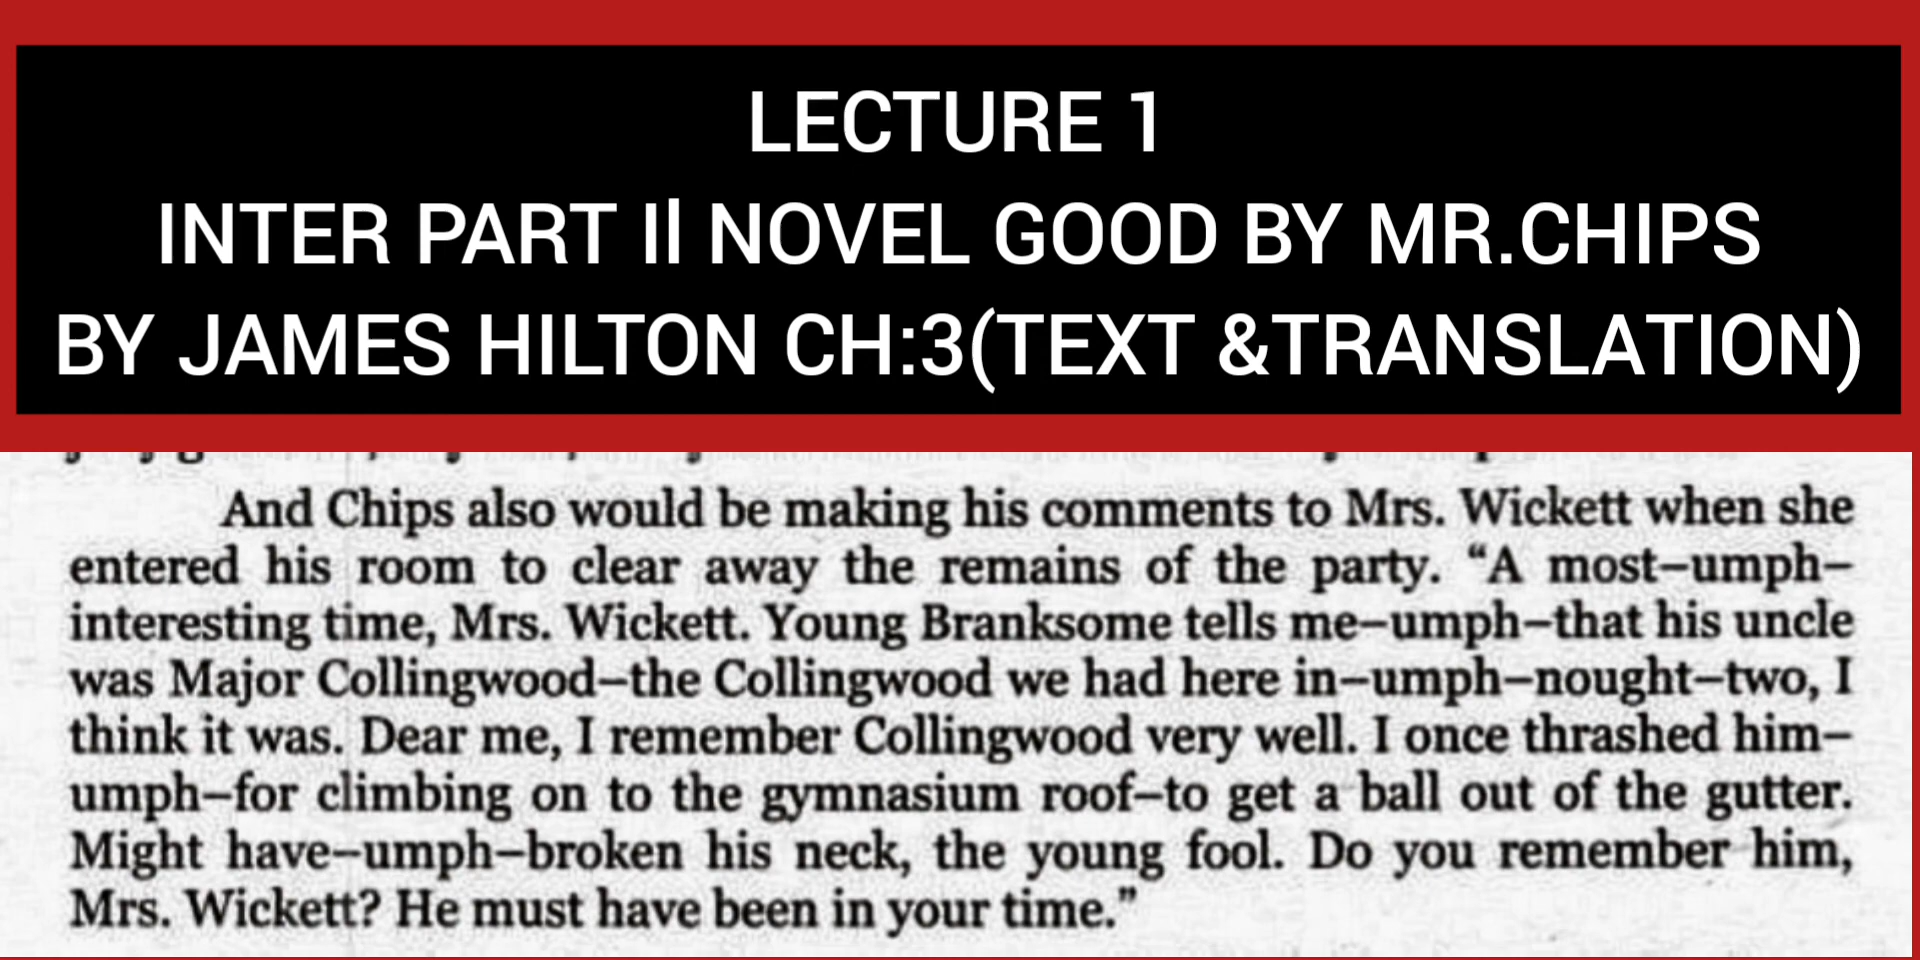 LECTURE 1
INTER PART Il NOVEL GOOD BY MR.CHIPS
BY JAMES HILTON CH:3(TEXT &TRANSLATION)
And Chips also would be making his comments to Mrs. Wickett when she
entered his room to clear away the remains of the party. “A most–umph–
interesting time, Mrs. Wickett. Young Branksome tells me–umph–that his uncle
was Major Collingwood–the Collingwood we had here in–umph–nought–two, I
think it was. Dear me, I remember Collingwood very well. I once thrashed him–
umph–for climbing on to the gymnasium roof–to get a ball out of the gutter.
Might have–umph–broken his neck, the young fool. Do you remember him,
Mrs. Wickett? He must have been in your time.”